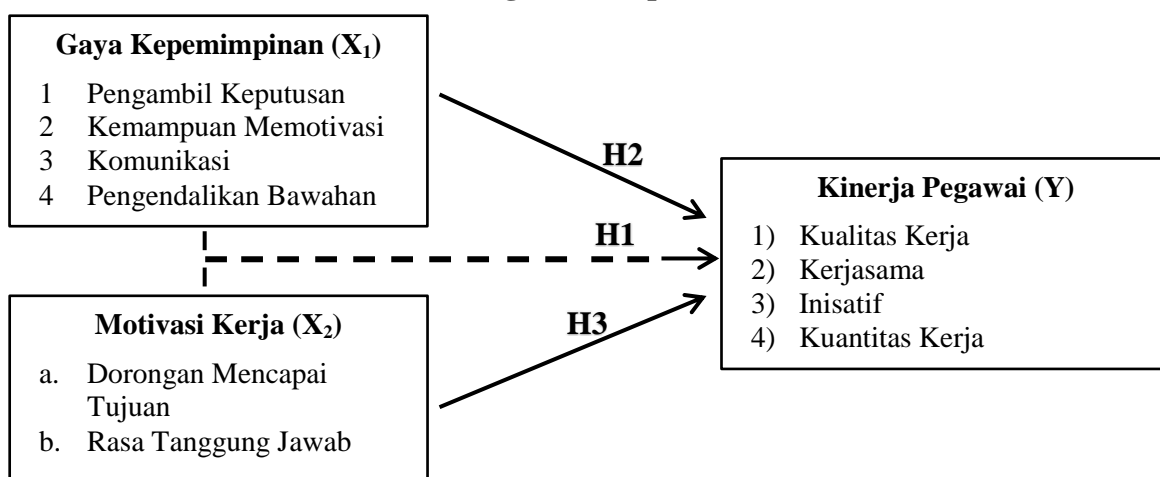 Gaya Kepemimpinan (X₁)
1 Pengambil Keputusan
2 Kemampuan Memotivasi
3 Komunikasi
4 Pengendalikan Bawahan
H2
H1
H3
Motivasi Kerja (X₂)
a. Dorongan Mencapai
Tujuan
b. Rasa Tanggung Jawab
Kinerja Pegawai (Y)
1) Kualitas Kerja
2) Kerjasama
3) Inisatif
4) Kuantitas Kerja